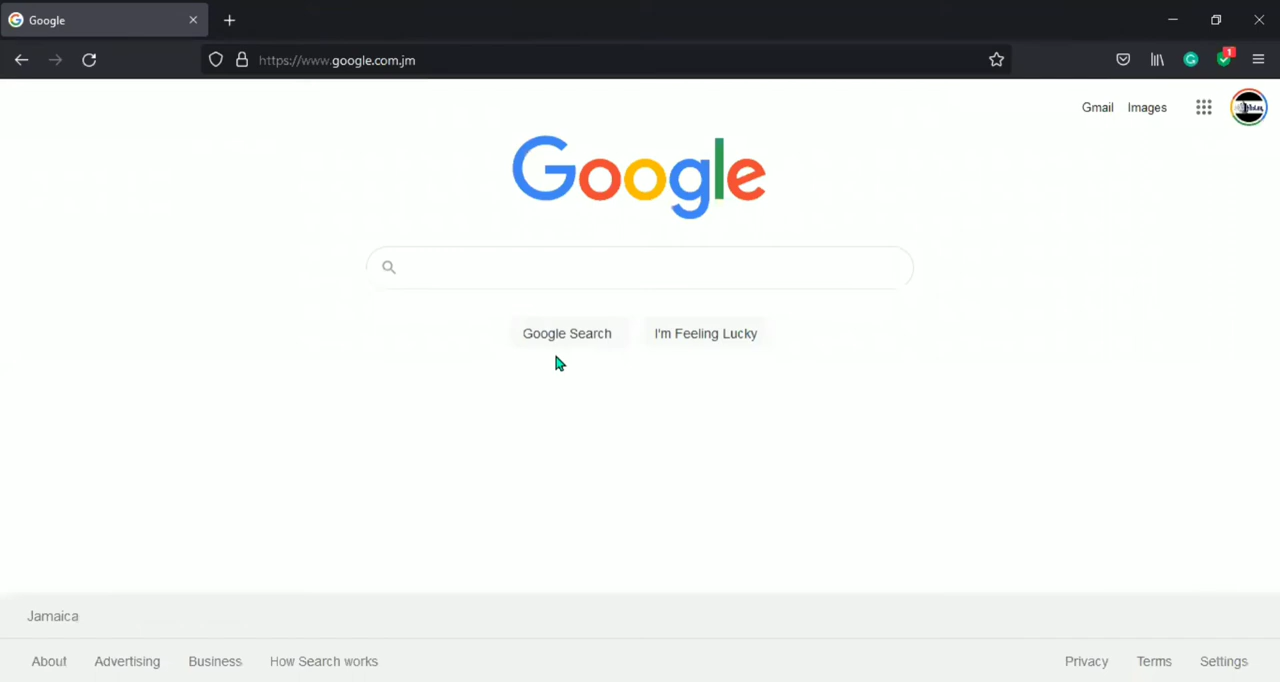 Google
https://www.google.com.jm
1
Gmail Images
Google
Google Search I'm Feeling Lucky
Jamaica
About Advertising Business How Search works Privacy Terms Settings